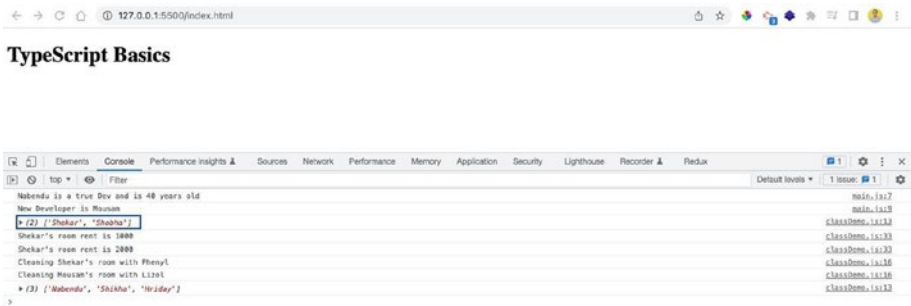 127.0.0.1:5500/index.html
TypeScript Basics
Elements Console Performance insights Sources Network Performance Memory Application Security Lighthouse Recorder Redux 1
top Filter Default levels 1 Issue: 1
Nabendu is a true Dev and is 40 years old main.js:7
New Developer is Mousam main.js:9
(2) ['Shekar', 'Shobha'] classDemo.js:13
Shekar's room rent is 1000 classDemo.js:33
Shekar's room rent is 2000 classDemo.js:33
Cleaning Shekar's room with Phenyl classDemo.js:16
Cleaning Mousam's room with Lizol classDemo.js:16
(3) ['Nabendu', 'Shikha', 'Hriday'] classDemo.js:13